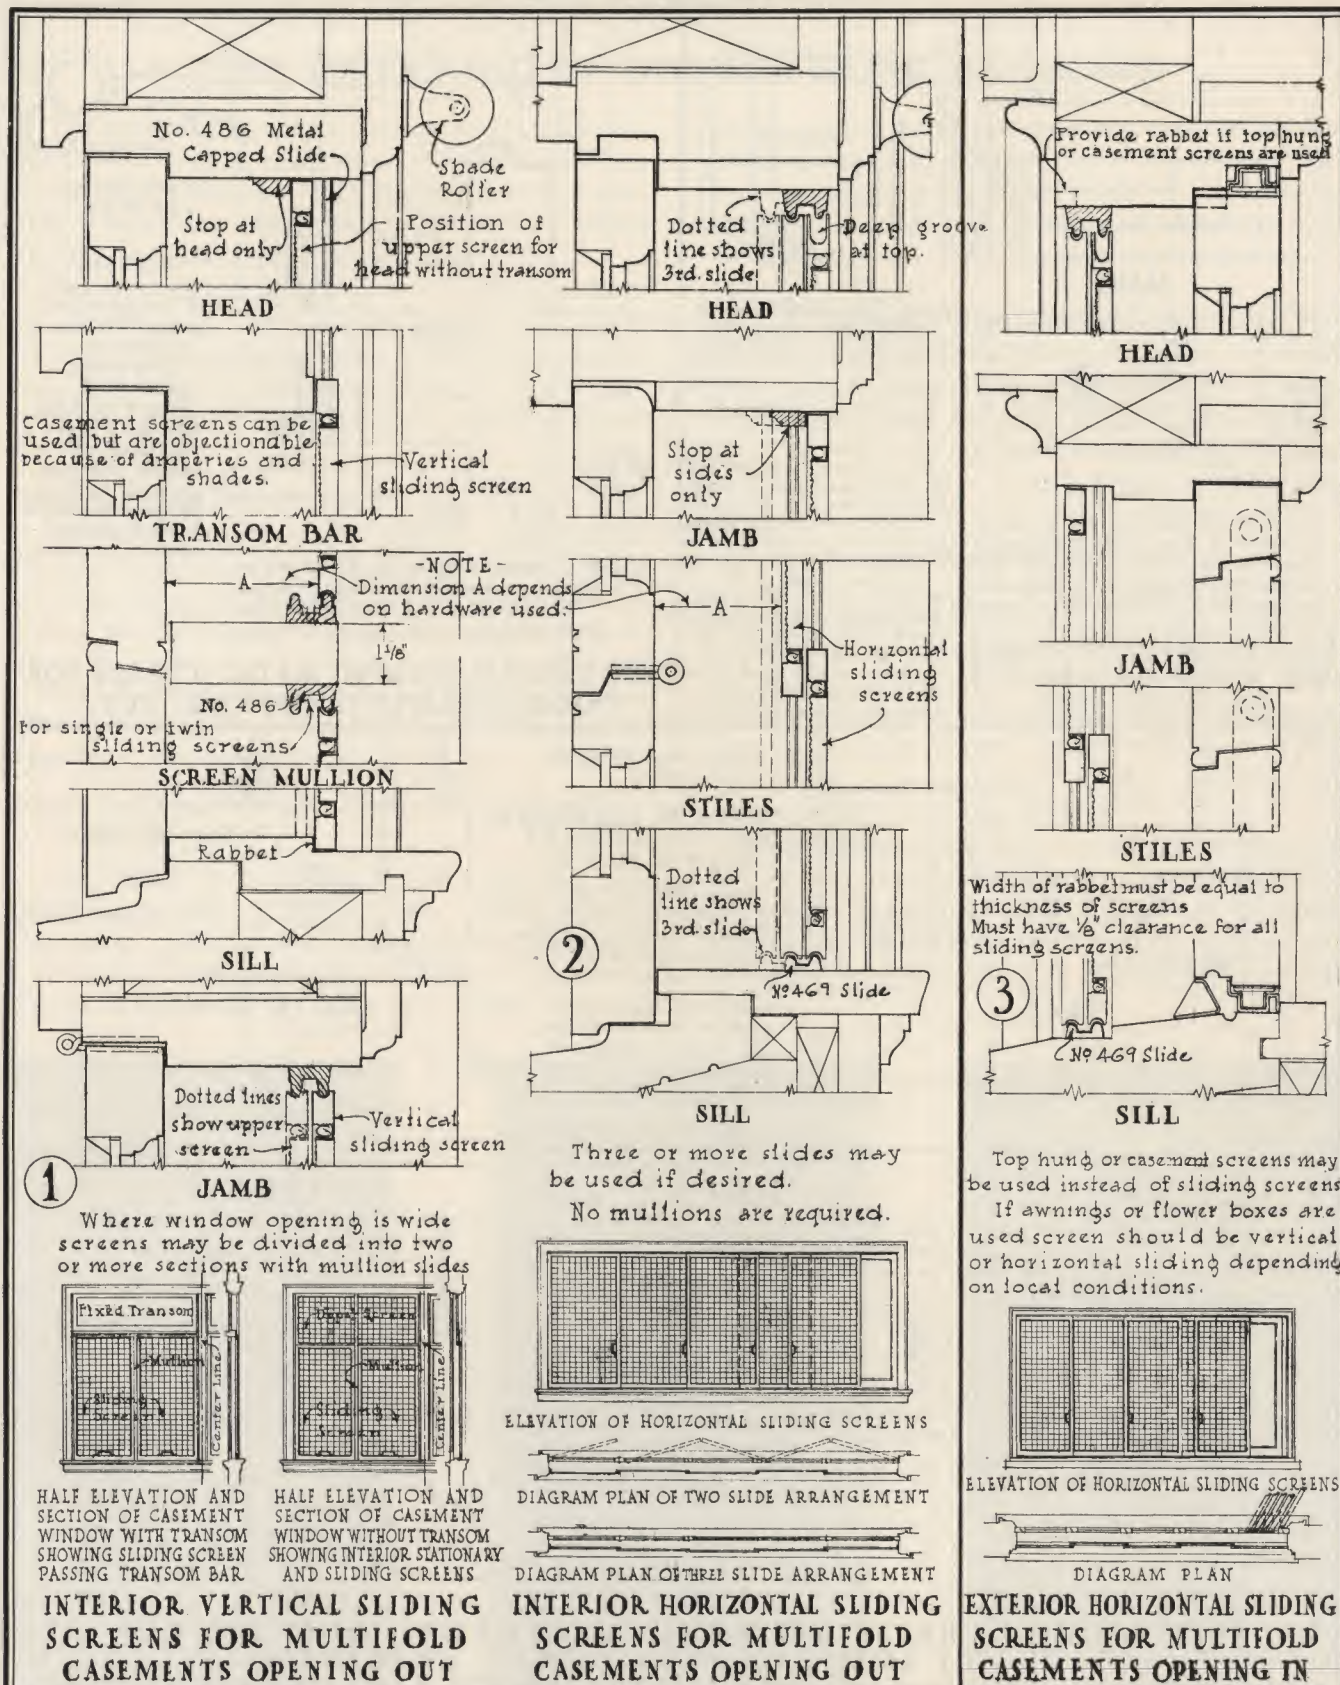 No. 486 Metal
Capped Slide
Shade
Roller
Stop at
head only
Position of
upper screen for
head without transom
HEAD
Casement screens can be
used but are objectionable
because of draperies and
shades.
Vertical
sliding screen
TRANSOM BAR
A
-NOTE-
Dimension A depends
on hardware used.
1 1/8"
No. 486
For single or twin
sliding screens
SCREEN MULLION
Rabbet
SILL
Dotted lines
show upper
screen
Vertical
sliding screen
1
JAMB
Where window opening is wide
screens may be divided into two
or more sections with mullion slides
Fixed Transom
Mullion
Sliding
Screen
Center Line
Upper Screen
Mullion
Sliding
Screen
Center Line
HALF ELEVATION AND
SECTION OF CASEMENT
WINDOW WITH TRANSOM
SHOWING SLIDING SCREEN
PASSING TRANSOM BAR
HALF ELEVATION AND
SECTION OF CASEMENT
WINDOW WITHOUT TRANSOM
SHOWING INTERIOR STATIONARY
AND SLIDING SCREENS
INTERIOR VERTICAL SLIDING
SCREENS FOR MULTIFOLD
CASEMENTS OPENING OUT
Dotted
line shows
3rd. slide
Deep groove
at top.
HEAD
Stop at
sides
only
JAMB
A
Horizontal
sliding
screens
STILES
Dotted
line shows
3rd. slide
2
Nº 469 Slide
SILL
Three or more slides may
be used if desired.
No mullions are required.
ELEVATION OF HORIZONTAL SLIDING SCREENS
DIAGRAM PLAN OF TWO SLIDE ARRANGEMENT
DIAGRAM PLAN OF THREE SLIDE ARRANGEMENT
INTERIOR HORIZONTAL SLIDING
SCREENS FOR MULTIFOLD
CASEMENTS OPENING OUT
Provide rabbet if top hung
or casement screens are used
HEAD
JAMB
STILES
Width of rabbet must be equal to
thickness of screens
Must have 1/8" clearance for all
sliding screens.
3
Nº 469 Slide
SILL
Top hung or casement screens may
be used instead of sliding screens
If awnings or flower boxes are
used screen should be vertical
or horizontal sliding depending
on local conditions.
ELEVATION OF HORIZONTAL SLIDING SCREENS
DIAGRAM PLAN
EXTERIOR HORIZONTAL SLIDING
SCREENS FOR MULTIFOLD
CASEMENTS OPENING IN